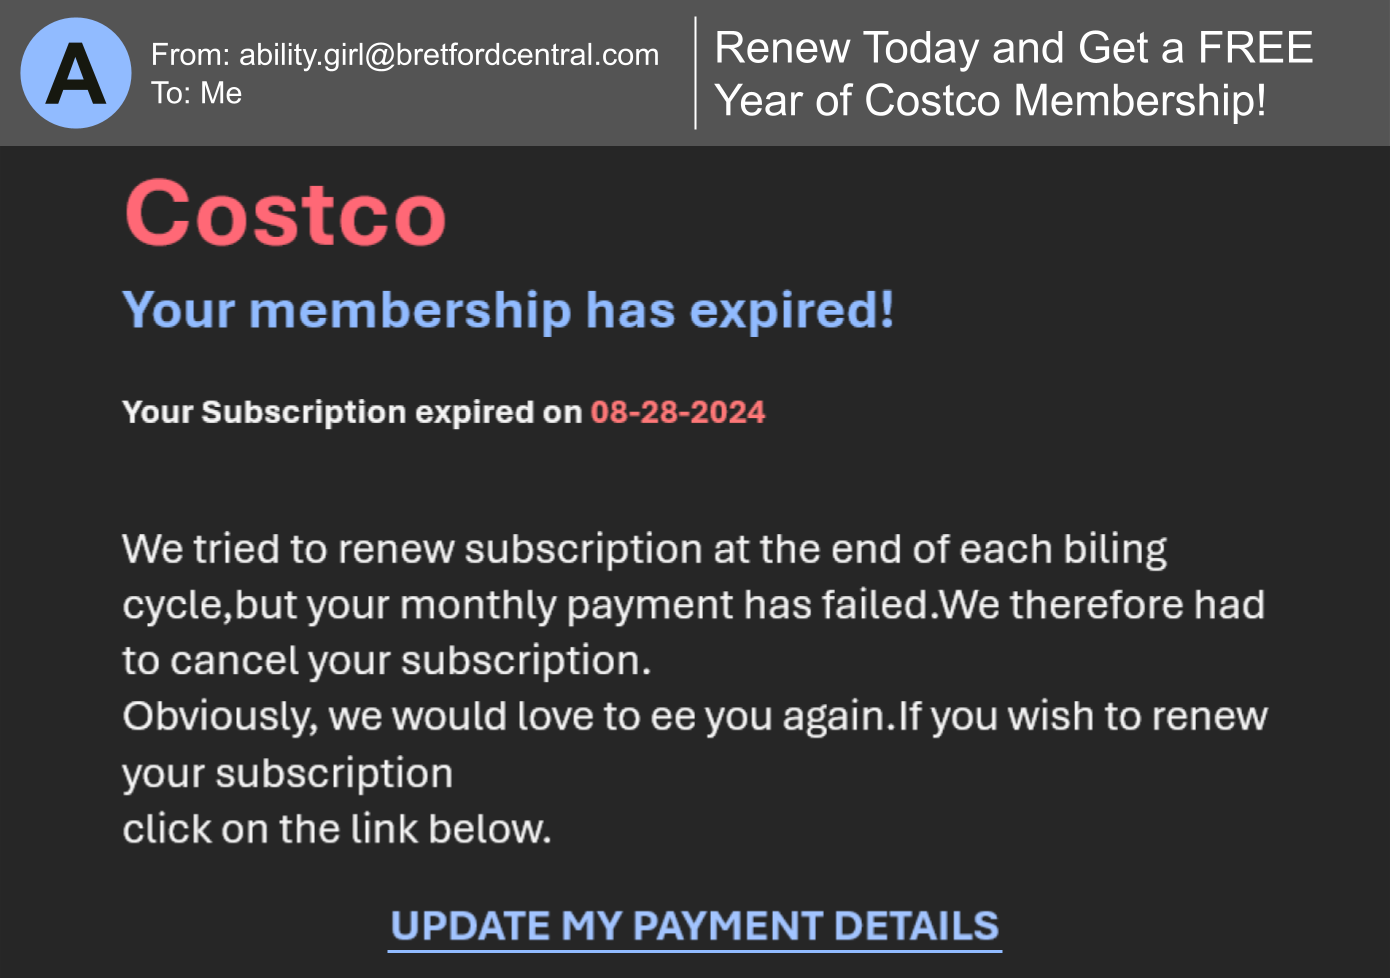 A
From: ability.girl@bretfordcentral.com
To: Me
Renew Today and Get a FREE
Year of Costco Membership!
Costco
Your membership has expired!
Your Subscription expired on 08-28-2024
We tried to renew subscription at the end of each biling
cycle,but your monthly payment has failed.We therefore had
to cancel your subscription.
Obviously, we would love to ee you again.If you wish to renew
your subscription
click on the link below.
UPDATE MY PAYMENT DETAILS